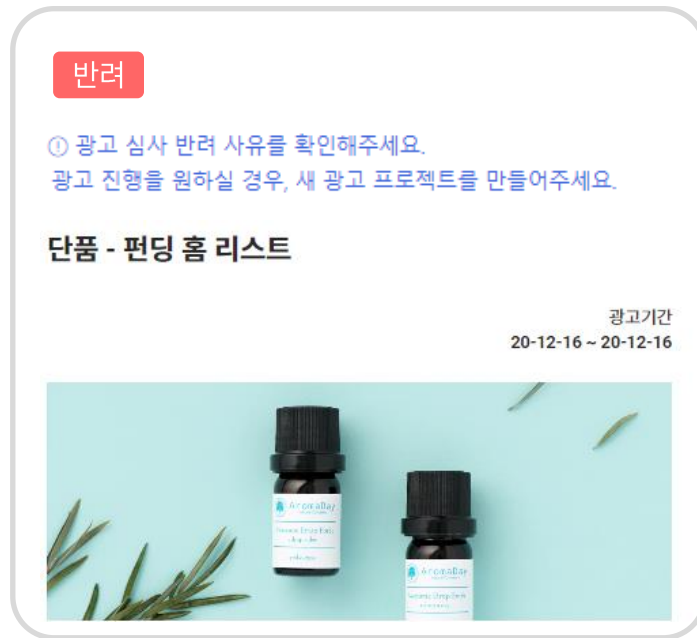 반려
① 광고 심사 반려 사유를 확인해주세요.
광고 진행을 원하실 경우, 새 광고 프로젝트를 만들어주세요.
단품 - 펀딩 홈 리스트
광고기간
20-12-16 ~ 20-12-16
AromaDay
AromaDay